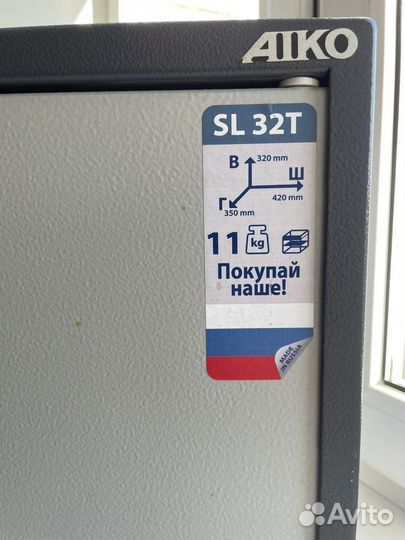 AIKO
SL 32T
В
320 mm
Ш
420 mm
Г
350 mm
11 kg
Покупай
наше!
MADE
IN RUSSIA
Avito